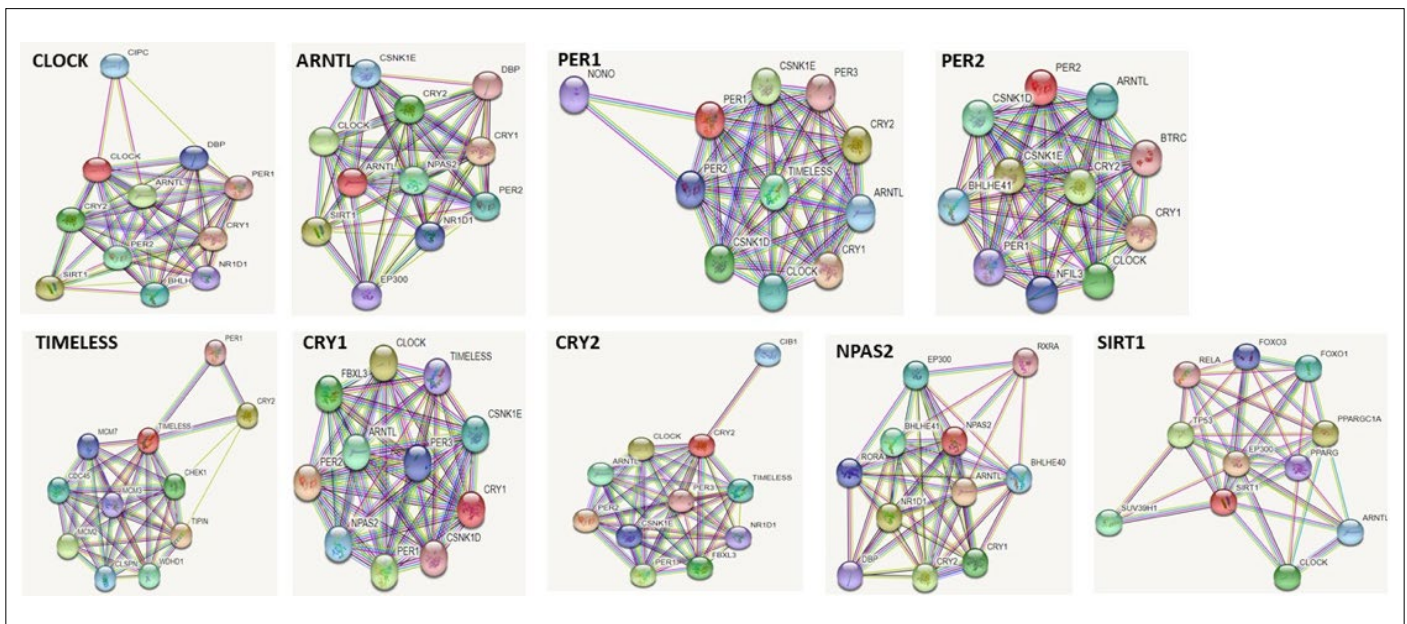 CLOCK
CIPC
CLOCK
DBP
ARNTL
PER1
CRY2
CRY1
PER2
NR1D1
SIRT1
BHLH
ARNTL
CSNK1E
DBP
CRY2
CLOCK
CRY1
ARNTL
NPAS2
PER2
SIRT1
NR1D1
EP300
PER1
NONO
CSNK1E
PER3
PER1
CRY2
PER2
TIMELESS
ARNTL
CSNK1D
CRY1
CLOCK
PER2
PER2
ARNTL
CSNK1D
BTRC
CSNK1E
CRY2
BHLHE41
CRY1
PER1
CLOCK
NFIL3
TIMELESS
PER1
CRY2
MCM7
TIMELESS
CDC45
CHEK1
MCM3
MCM2
TIPIN
CLSPN
WDHD1
CRY1
CLOCK
TIMELESS
FBXL3
CSNK1E
ARNTL
PER3
PER2
CRY1
NPAS2
CSNK1D
PER1
CRY2
CIB1
CLOCK
CRY2
ARNTL
TIMELESS
PER3
PER2
CSNK1E
NR1D1
FBXL3
PER1
NPAS2
RXRA
EP300
BHLHE41
NPAS2
RORA
BHLHE40
ARNTL
NR1D1
CRY1
DBP
CRY2
SIRT1
FOXO3
RELA
FOXO1
TP53
PPARGC1A
EP300
PPARG
SIRT1
SUV39H1
ARNTL
CLOCK